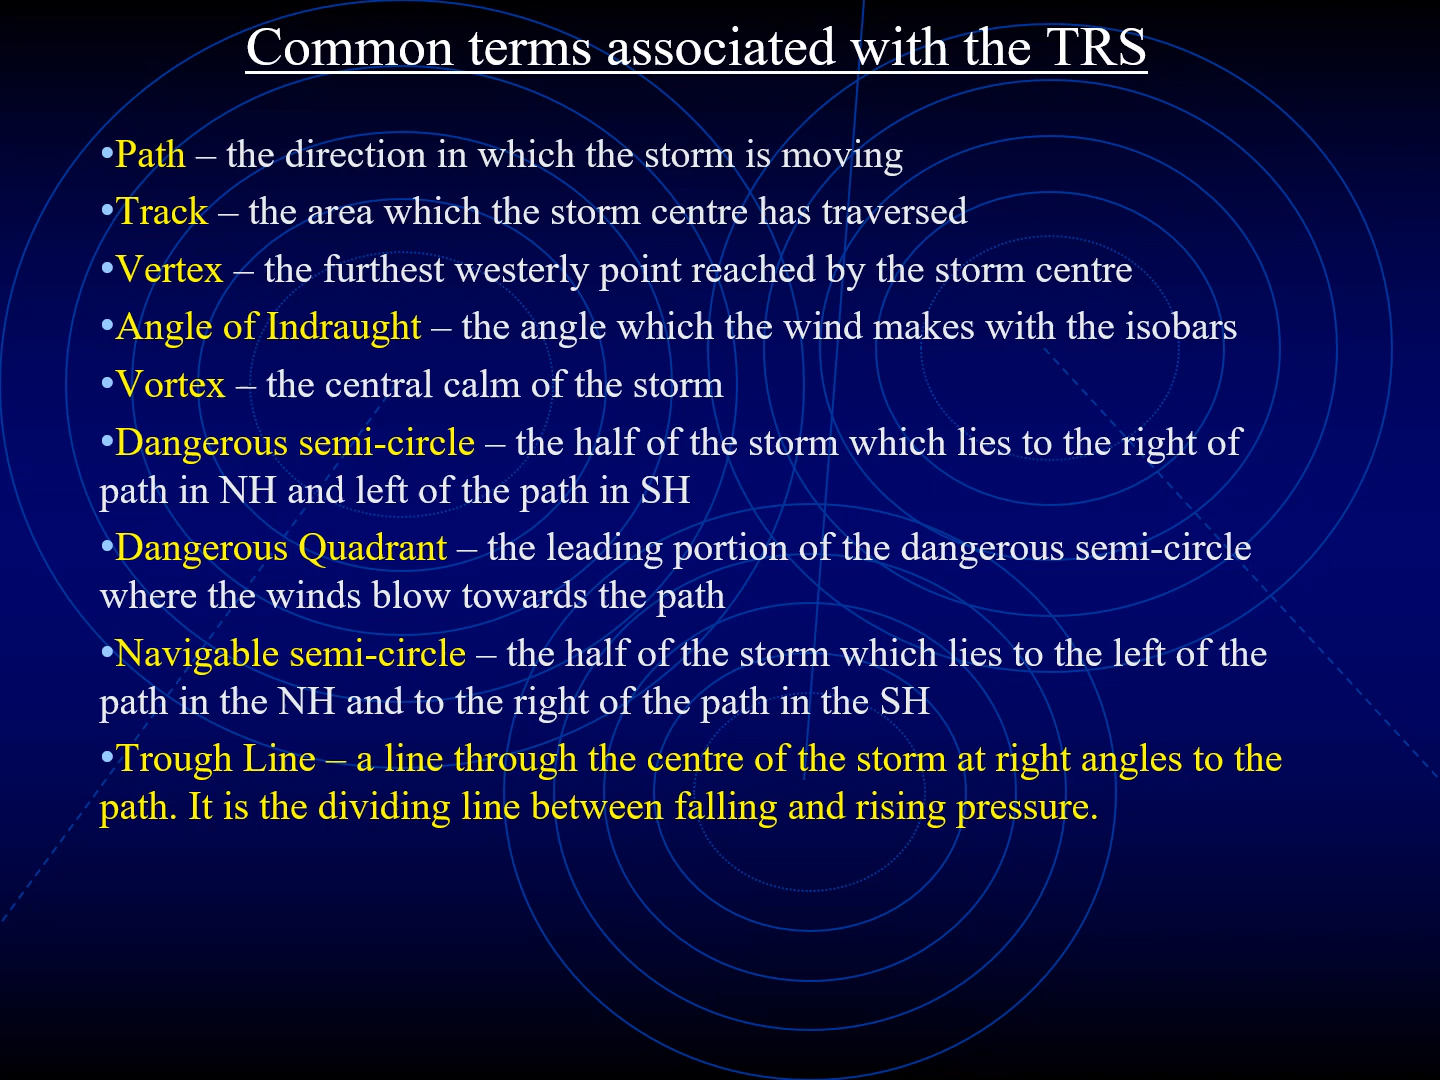 Common terms associated with the TRS
•Path – the direction in which the storm is moving
•Track – the area which the storm centre has traversed
•Vertex – the furthest westerly point reached by the storm centre
•Angle of Indraught – the angle which the wind makes with the isobars
•Vortex – the central calm of the storm
•Dangerous semi-circle – the half of the storm which lies to the right of
path in NH and left of the path in SH
•Dangerous Quadrant – the leading portion of the dangerous semi-circle
where the winds blow towards the path
•Navigable semi-circle – the half of the storm which lies to the left of the
path in the NH and to the right of the path in the SH
•Trough Line – a line through the centre of the storm at right angles to the
path. It is the dividing line between falling and rising pressure.